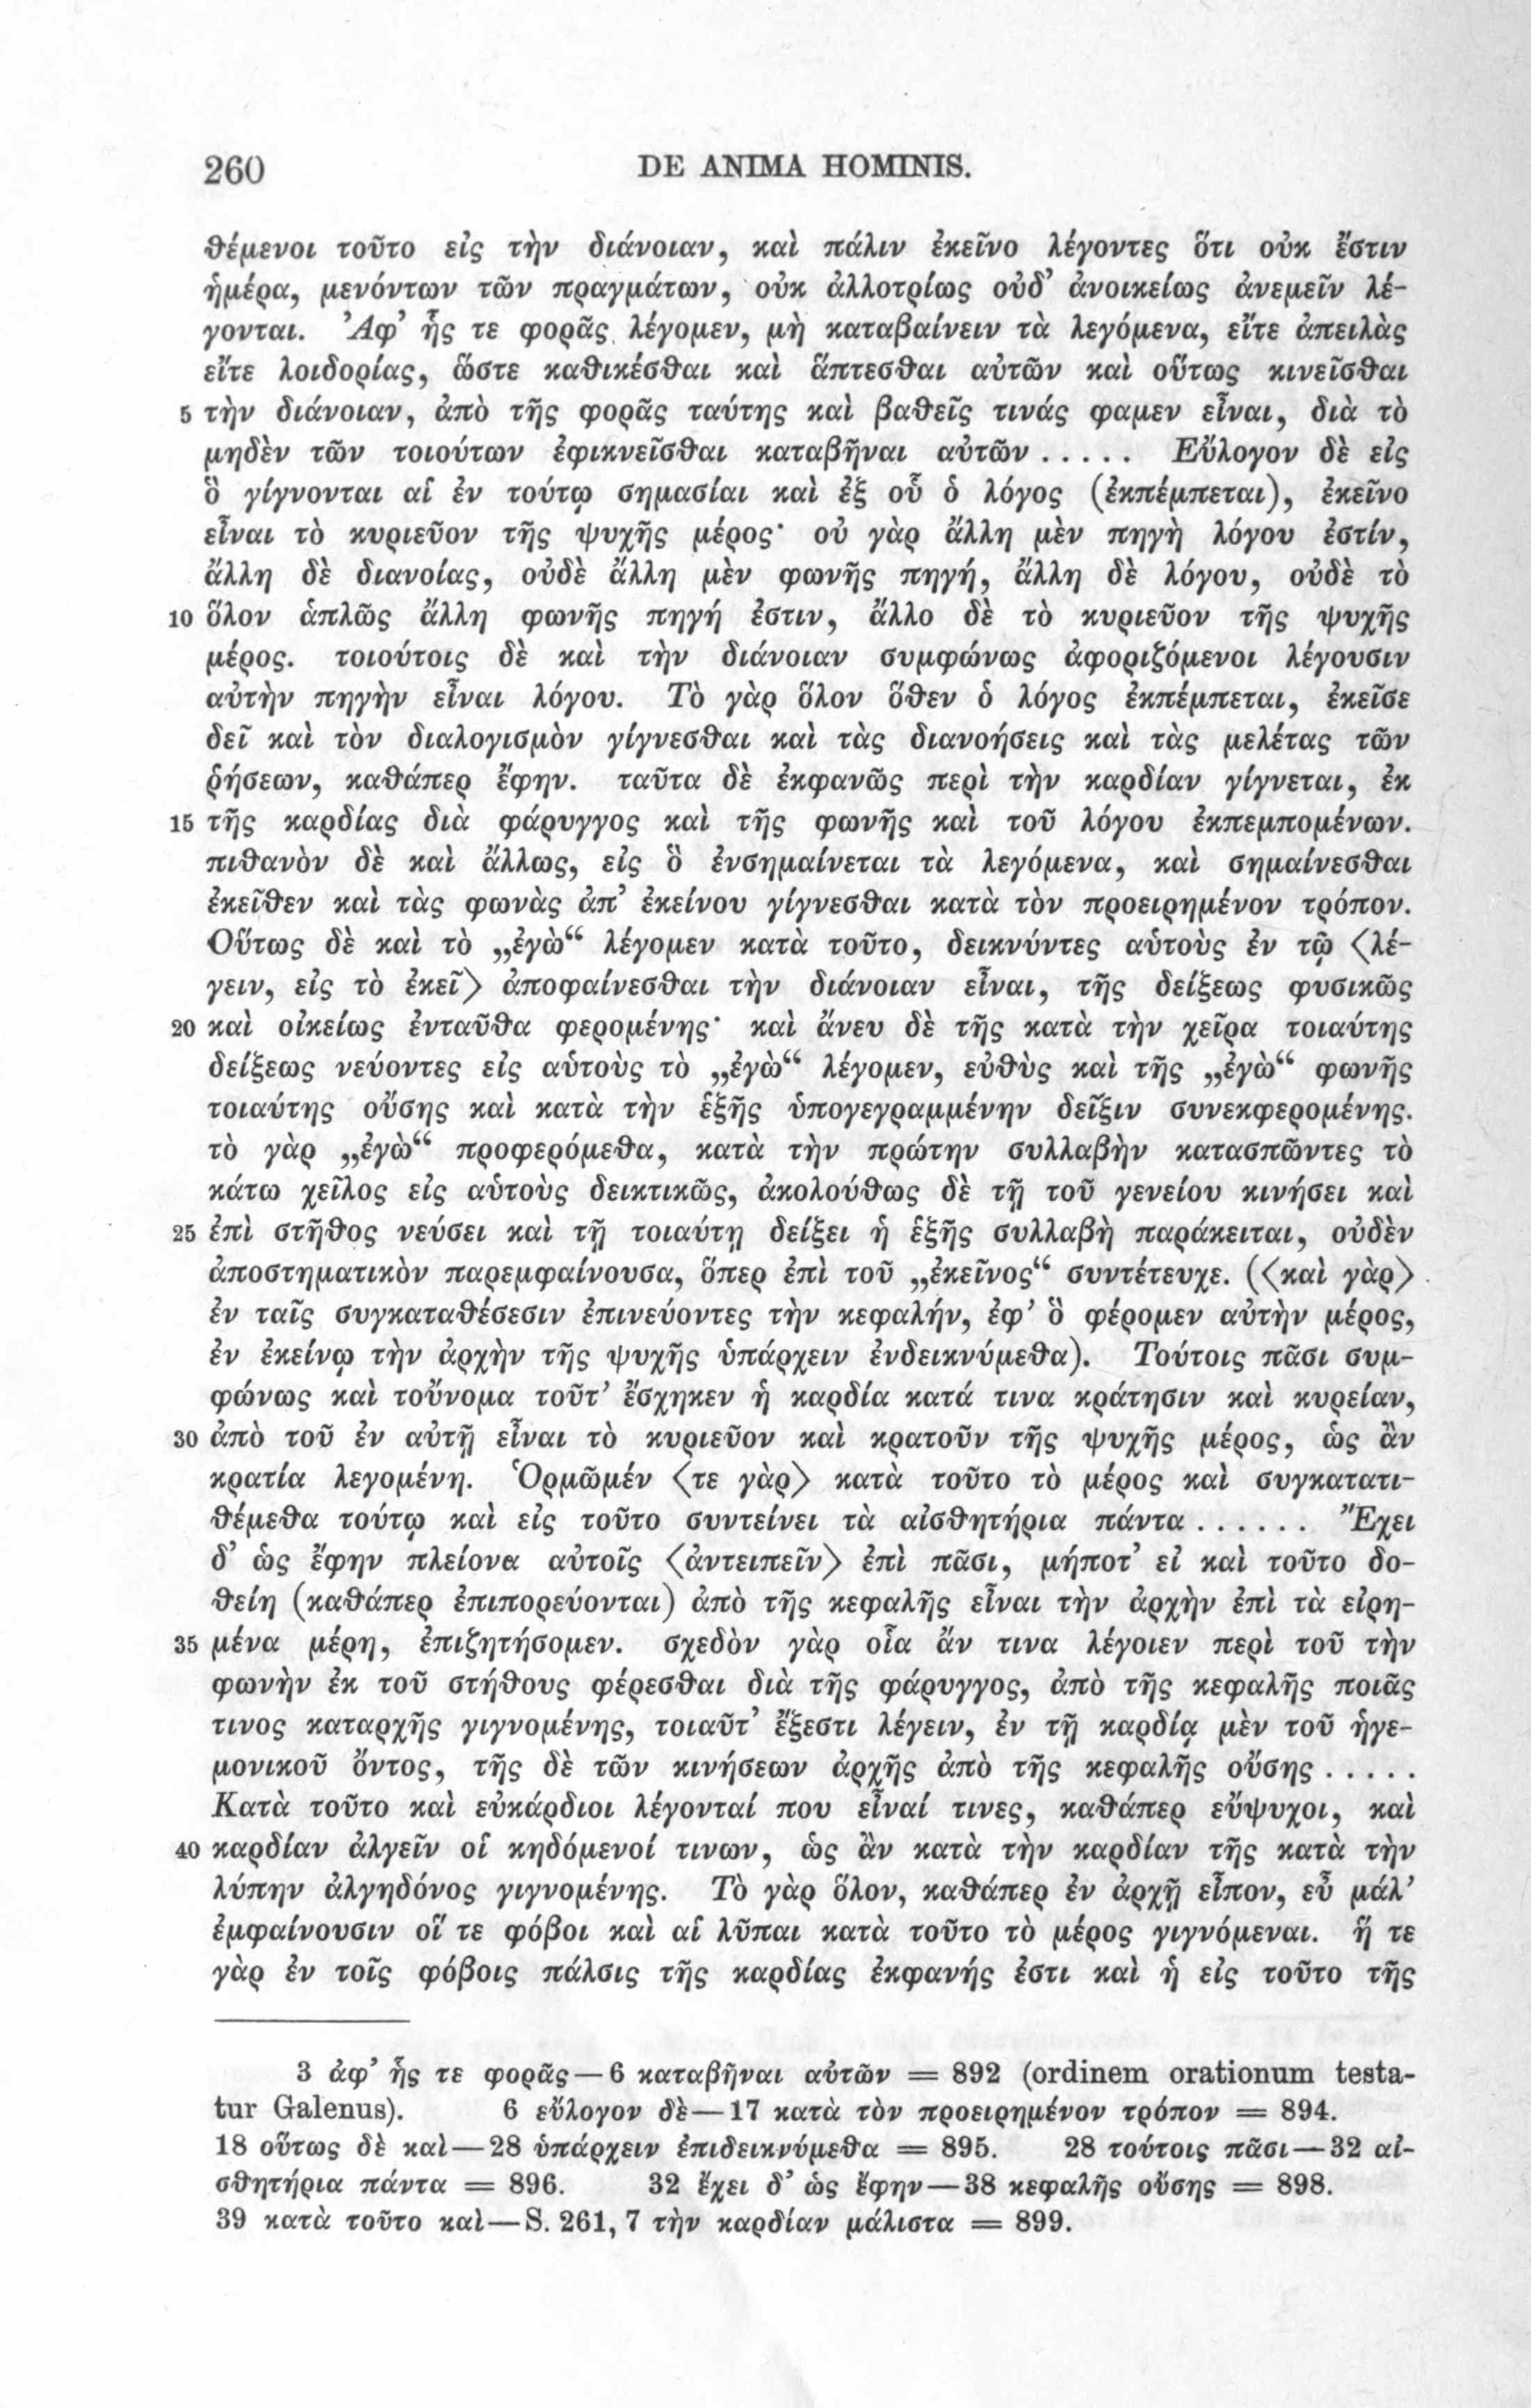 260
DE ANIMA HOMINIS.
θέμενοι τοῦτο εἰς τὴν διάνοιαν, καὶ πάλιν ἐκεῖνο λέγοντες ὅτι οὐκ ἔστιν
ἡμέρα, μενόντων τῶν πραγμάτων, οὐκ ἀλλοτρίως οὐδ’ ἀνοικείως ἀνεμεῖν λέ-
γονται. Ἀφ’ ἧς τε φορᾶς λέγομεν, μὴ καταβαίνειν τὰ λεγόμενα, εἴτε ἀπειλὰς
εἴτε λοιδορίας, ὥστε καθικέσθαι καὶ ἅπτεσθαι αὐτῶν καὶ οὕτως κινεῖσθαι
5 τὴν διάνοιαν, ἀπὸ τῆς φορᾶς ταύτης καὶ βαθεῖς τινάς φαμεν εἶναι, διὰ τὸ
μηδὲν τῶν τοιούτων ἐφικνεῖσθαι καταβῆναι αὐτῶν ..... Εὔλογον δὲ εἰς
ὃ γίγνονται αἱ ἐν τούτῳ σημασίαι καὶ ἐξ οὗ ὁ λόγος (ἐκπέμπεται), ἐκεῖνο
εἶναι τὸ κυριεῦον τῆς ψυχῆς μέρος· οὐ γὰρ ἄλλη μὲν πηγὴ λόγου ἐστίν,
ἄλλη δὲ διανοίας, οὐδὲ ἄλλη μὲν φωνῆς πηγή, ἄλλη δὲ λόγου, οὐδὲ τὸ
10 ὅλον ἁπλῶς ἄλλη φωνῆς πηγή ἐστιν, ἄλλο δὲ τὸ κυριεῦον τῆς ψυχῆς
μέρος. τοιούτοις δὲ καὶ τὴν διάνοιαν συμφώνως ἀφοριζόμενοι λέγουσιν
αὐτὴν πηγὴν εἶναι λόγου. Τὸ γὰρ ὅλον ὅθεν ὁ λόγος ἐκπέμπεται, ἐκεῖσε
δεῖ καὶ τὸν διαλογισμὸν γίγνεσθαι καὶ τὰς διανοήσεις καὶ τὰς μελέτας τῶν
ῥήσεων, καθάπερ ἔφην. ταῦτα δὲ ἐκφανῶς περὶ τὴν καρδίαν γίγνεται, ἐκ
15 τῆς καρδίας διὰ φάρυγγος καὶ τῆς φωνῆς καὶ τοῦ λόγου ἐκπεμπομένων.
πιθανὸν δὲ καὶ ἄλλως, εἰς ὃ ἐνσημαίνεται τὰ λεγόμενα, καὶ σημαίνεσθαι
ἐκεῖθεν καὶ τὰς φωνὰς ἀπ’ ἐκείνου γίγνεσθαι κατὰ τὸν προειρημένον τρόπον.
Οὕτως δὲ καὶ τὸ „ἐγὼ“ λέγομεν κατὰ τοῦτο, δεικνύντες αὑτοὺς ἐν τῷ ⟨λέ-
γειν, εἰς τὸ ἐκεῖ⟩ ἀποφαίνεσθαι τὴν διάνοιαν εἶναι, τῆς δείξεως φυσικῶς
20 καὶ οἰκείως ἐνταῦθα φερομένης· καὶ ἄνευ δὲ τῆς κατὰ τὴν χεῖρα τοιαύτης
δείξεως νεύοντες εἰς αὑτοὺς τὸ „ἐγὼ“ λέγομεν, εὐθὺς καὶ τῆς „ἐγὼ“ φωνῆς
τοιαύτης οὔσης καὶ κατὰ τὴν ἑξῆς ὑπογεγραμμένην δεῖξιν συνεκφερομένης.
τὸ γὰρ „ἐγὼ“ προφερόμεθα, κατὰ τὴν πρώτην συλλαβὴν κατασπῶντες τὸ
κάτω χεῖλος εἰς αὑτοὺς δεικτικῶς, ἀκολούθως δὲ τῇ τοῦ γενείου κινήσει καὶ
25 ἐπὶ στῆθος νεύσει καὶ τῇ τοιαύτῃ δείξει ἡ ἑξῆς συλλαβὴ παράκειται, οὐδὲν
ἀποστηματικὸν παρεμφαίνουσα, ὅπερ ἐπὶ τοῦ „ἐκεῖνος“ συντέτευχε. (⟨καὶ γὰρ⟩
ἐν ταῖς συγκαταθέσεσιν ἐπινεύοντες τὴν κεφαλήν, ἐφ’ ὃ φέρομεν αὐτὴν μέρος,
ἐν ἐκείνῳ τὴν ἀρχὴν τῆς ψυχῆς ὑπάρχειν ἐνδεικνύμεθα). Τούτοις πᾶσι συμ-
φώνως καὶ τοὔνομα τοῦτ’ ἔσχηκεν ἡ καρδία κατά τινα κράτησιν καὶ κυρείαν,
30 ἀπὸ τοῦ ἐν αὐτῇ εἶναι τὸ κυριεῦον καὶ κρατοῦν τῆς ψυχῆς μέρος, ὡς ἂν
κρατία λεγομένη. Ὁρμῶμέν ⟨τε γὰρ⟩ κατὰ τοῦτο τὸ μέρος καὶ συγκατατι-
θέμεθα τούτῳ καὶ εἰς τοῦτο συντείνει τὰ αἰσθητήρια πάντα ...... Ἔχει
δ’ ὡς ἔφην πλείονα αὐτοῖς ⟨ἀντειπεῖν⟩ ἐπὶ πᾶσι, μήποτ’ εἰ καὶ τοῦτο δο-
θείη (καθάπερ ἐπιπορεύονται) ἀπὸ τῆς κεφαλῆς εἶναι τὴν ἀρχὴν ἐπὶ τὰ εἰρη-
35 μένα μέρη, ἐπιζητήσομεν. σχεδὸν γὰρ οἷα ἄν τινα λέγοιεν περὶ τοῦ τὴν
φωνὴν ἐκ τοῦ στήθους φέρεσθαι διὰ τῆς φάρυγγος, ἀπὸ τῆς κεφαλῆς ποιᾶς
τινος καταρχῆς γιγνομένης, τοιαῦτ’ ἔξεστι λέγειν, ἐν τῇ καρδίᾳ μὲν τοῦ ἡγε-
μονικοῦ ὄντος, τῆς δὲ τῶν κινήσεων ἀρχῆς ἀπὸ τῆς κεφαλῆς οὔσης .....
Κατὰ τοῦτο καὶ εὐκάρδιοι λέγονταί που εἶναί τινες, καθάπερ εὔψυχοι, καὶ
40 καρδίαν ἀλγεῖν οἱ κηδόμενοί τινων, ὡς ἂν κατὰ τὴν καρδίαν τῆς κατὰ τὴν
λύπην ἀλγηδόνος γιγνομένης. Τὸ γὰρ ὅλον, καθάπερ ἐν ἀρχῇ εἶπον, εὖ μάλ’
ἐμφαίνουσιν οἵ τε φόβοι καὶ αἱ λῦπαι κατὰ τοῦτο τὸ μέρος γιγνόμεναι. ἥ τε
γὰρ ἐν τοῖς φόβοις πάλσις τῆς καρδίας ἐκφανής ἐστι καὶ ἡ εἰς τοῦτο τῆς
3 ἀφ’ ἧς τε φορᾶς—6 καταβῆναι αὐτῶν = 892 (ordinem orationum testa-
tur Galenus). 6 εὔλογον δὲ—17 κατὰ τὸν προειρημένον τρόπον = 894.
18 οὕτως δὲ καὶ—28 ὑπάρχειν ἐπιδεικνύμεθα = 895. 28 τούτοις πᾶσι—32 αἰ-
σθητήρια πάντα = 896. 32 ἔχει δ’ ὡς ἔφην—38 κεφαλῆς οὔσης = 898.
39 κατὰ τοῦτο καὶ—S. 261, 7 τὴν καρδίαν μάλιστα = 899.